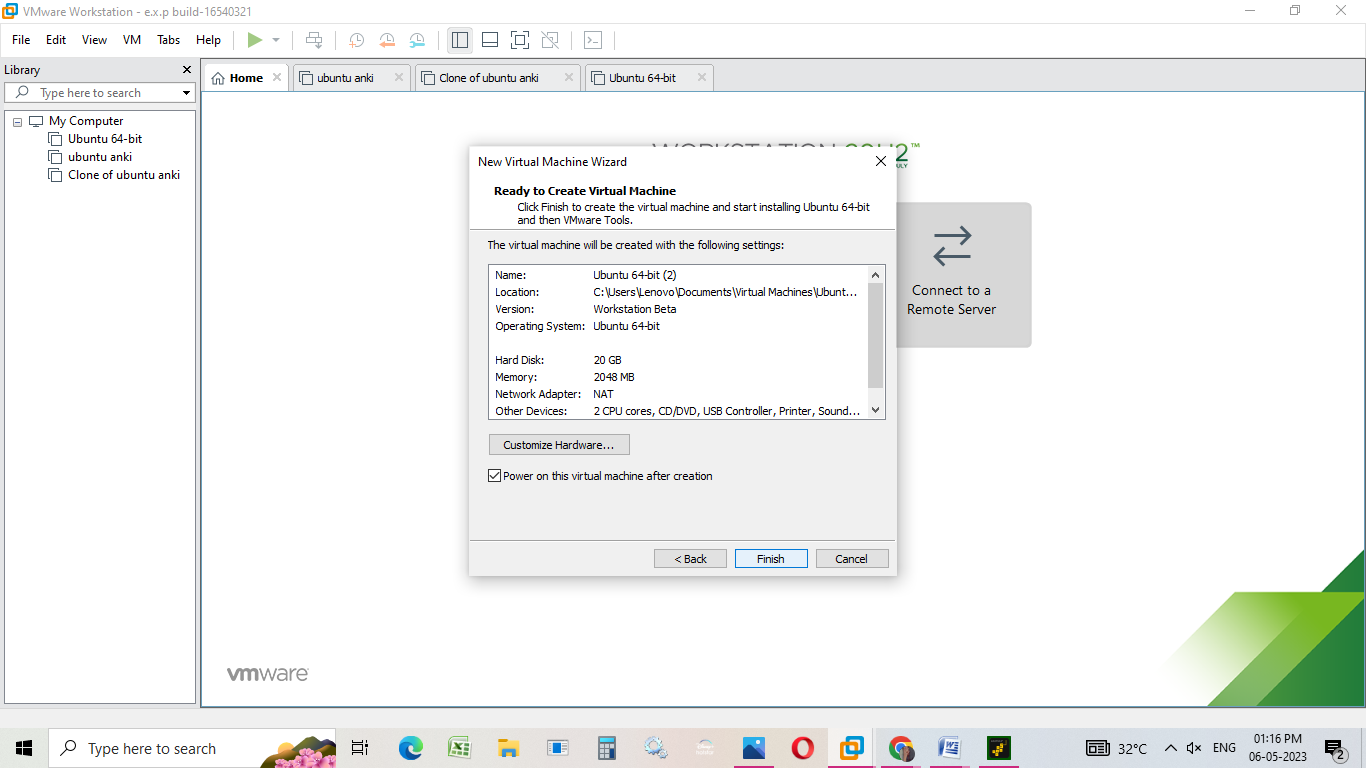 VMware Workstation - e.x.p build-16540321
File Edit View VM Tabs Help
Library
Type here to search
My Computer
Ubuntu 64-bit
ubuntu anki
Clone of ubuntu anki
Home
ubuntu anki
Clone of ubuntu anki
Ubuntu 64-bit
New Virtual Machine Wizard
Ready to Create Virtual Machine
Click Finish to create the virtual machine and start installing Ubuntu 64-bit
and then VMware Tools.
The virtual machine will be created with the following settings:
Name: Ubuntu 64-bit (2)
Location: C:\Users\Lenovo\Documents\Virtual Machines\Ubunt...
Version: Workstation Beta
Operating System: Ubuntu 64-bit
Hard Disk: 20 GB
Memory: 2048 MB
Network Adapter: NAT
Other Devices: 2 CPU cores, CD/DVD, USB Controller, Printer, Sound...
Customize Hardware...
Power on this virtual machine after creation
< Back
Finish
Cancel
Connect to a
Remote Server
vmware
Type here to search
32°C
ENG
01:16 PM
06-05-2023
2